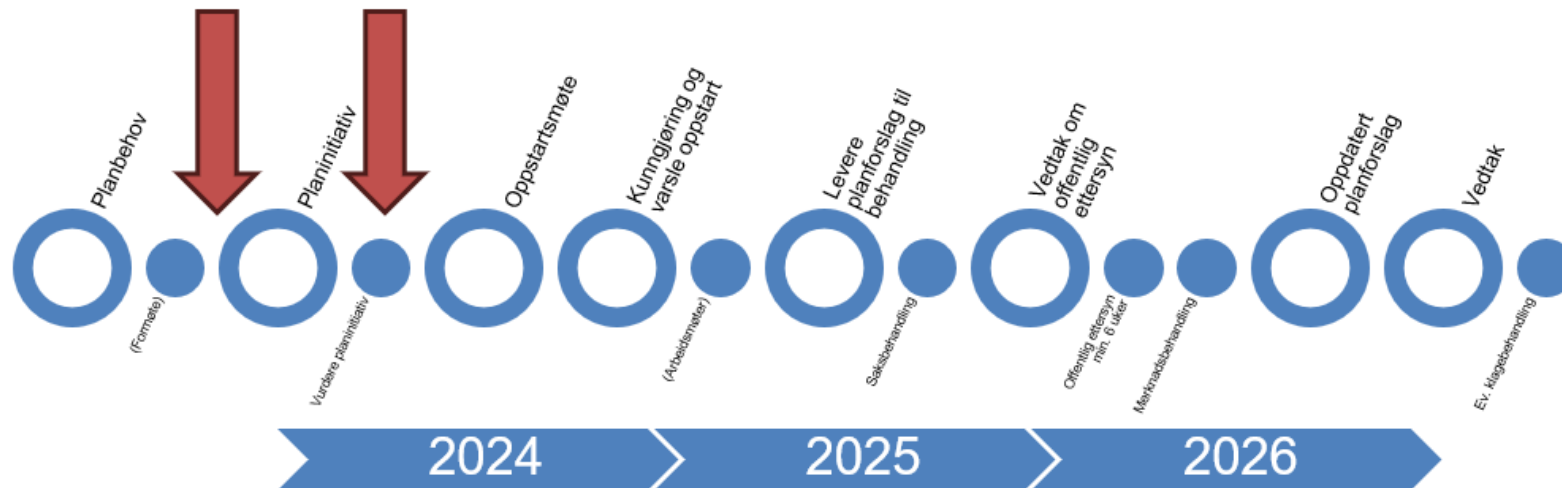 Planbehov
(Formøte)
Planinitiativ
Vurdere planinitiativ
Oppstartsmøte
Kunngjøring og
varsle oppstart
(Arbeidsmøter)
Levere
planforslag til
behandling
Saksbehandling
Vedtak om
offentlig
ettersyn
Offentlig ettersyn
min. 6 uker
Merknadsbehandling
Oppdatert
planforslag
Vedtak
Ev. klagebehandling
2024
2025
2026